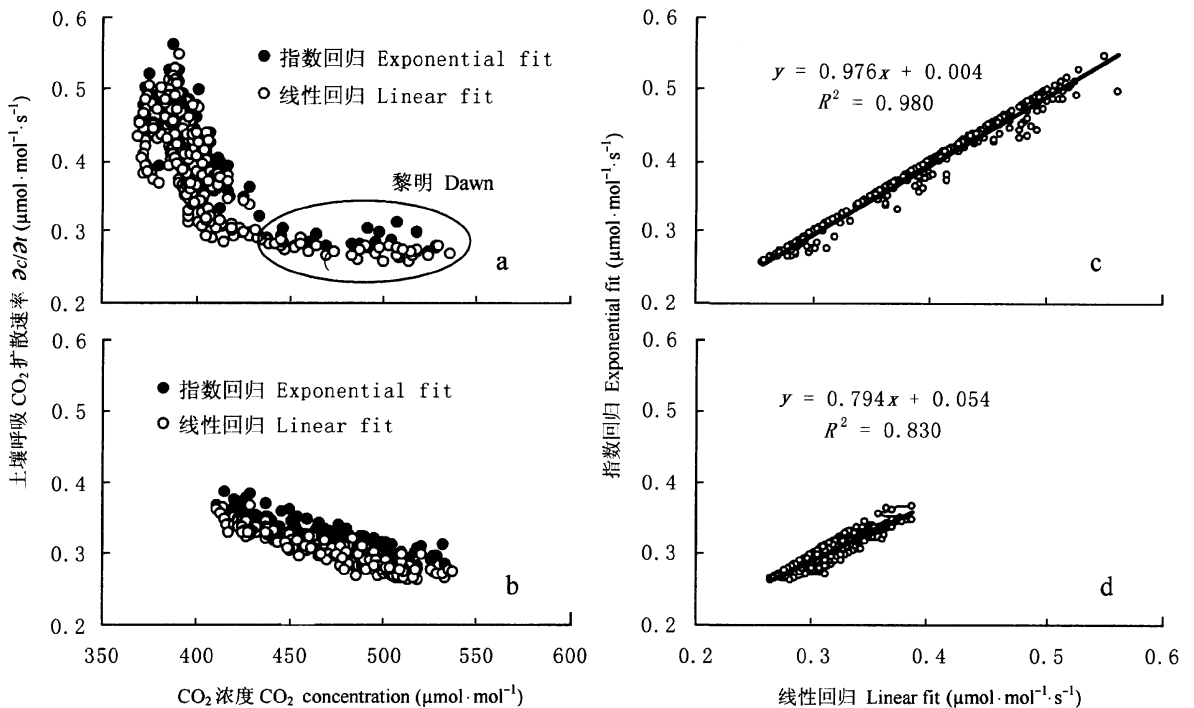 土壤呼吸CO₂扩散速率 ∂c/∂t (μmol·mol⁻¹·s⁻¹)
0.6
0.5
0.4
0.3
0.2
● 指数回归 Exponential fit
○ 线性回归 Linear fit
黎明 Dawn
a
0.6
0.5
0.4
0.3
0.2
● 指数回归 Exponential fit
○ 线性回归 Linear fit
b
350 400 450 500 550 600
CO₂浓度 CO₂ concentration (μmol·mol⁻¹)
指数回归 Exponential fit (μmol·mol⁻¹·s⁻¹)
0.6
0.5
0.4
0.3
0.2
y = 0.976x + 0.004
R² = 0.980
c
0.6
0.5
0.4
0.3
0.2
y = 0.794x + 0.054
R² = 0.830
d
0.2 0.3 0.4 0.5 0.6
线性回归 Linear fit (μmol·mol⁻¹·s⁻¹)